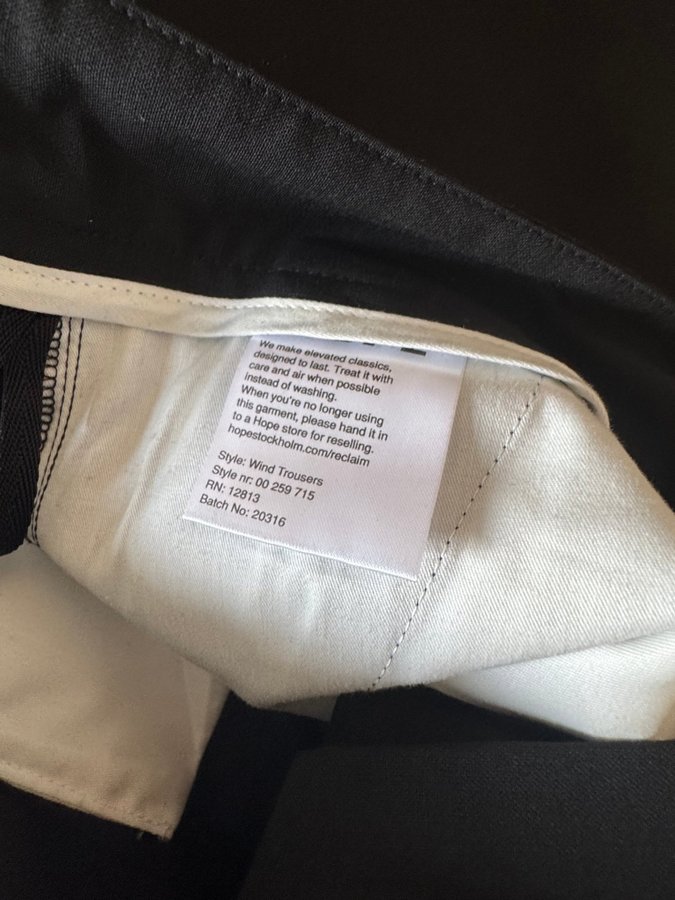 We make elevated classics,
designed to last. Treat it with
care and air when possible
instead of washing.
When you're no longer using
this garment, please hand it in
to a Hope store for reselling.
hopestockholm.com/reclaim
Style: Wind Trousers
Style nr: 00 259 715
RN: 12813
Batch No: 20316